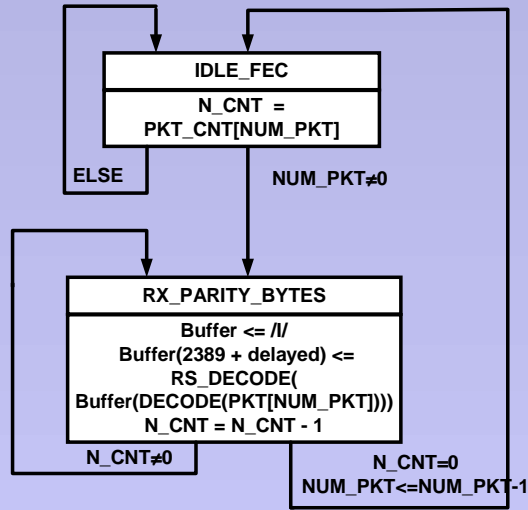 IDLE_FEC
N_CNT =
PKT_CNT[NUM_PKT]
ELSE
NUM_PKT≠0
RX_PARITY_BYTES
Buffer <= /I/
Buffer(2389 + delayed) <=
RS_DECODE(
Buffer(DECODE(PKT[NUM_PKT])))
N_CNT = N_CNT - 1
N_CNT≠0
N_CNT=0
NUM_PKT<=NUM_PKT-1